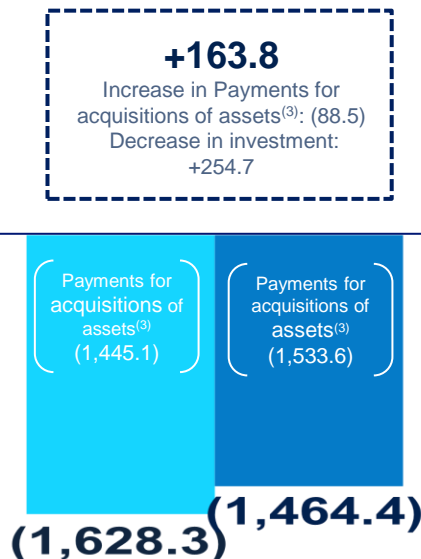 +163.8
Increase in Payments for
acquisitions of assets(3): (88.5)
Decrease in investment:
+254.7
Payments for
acquisitions of
assets(3)
(1,445.1)
Payments for
acquisitions of
assets(3)
(1,533.6)
(1,628.3)
(1,464.4)